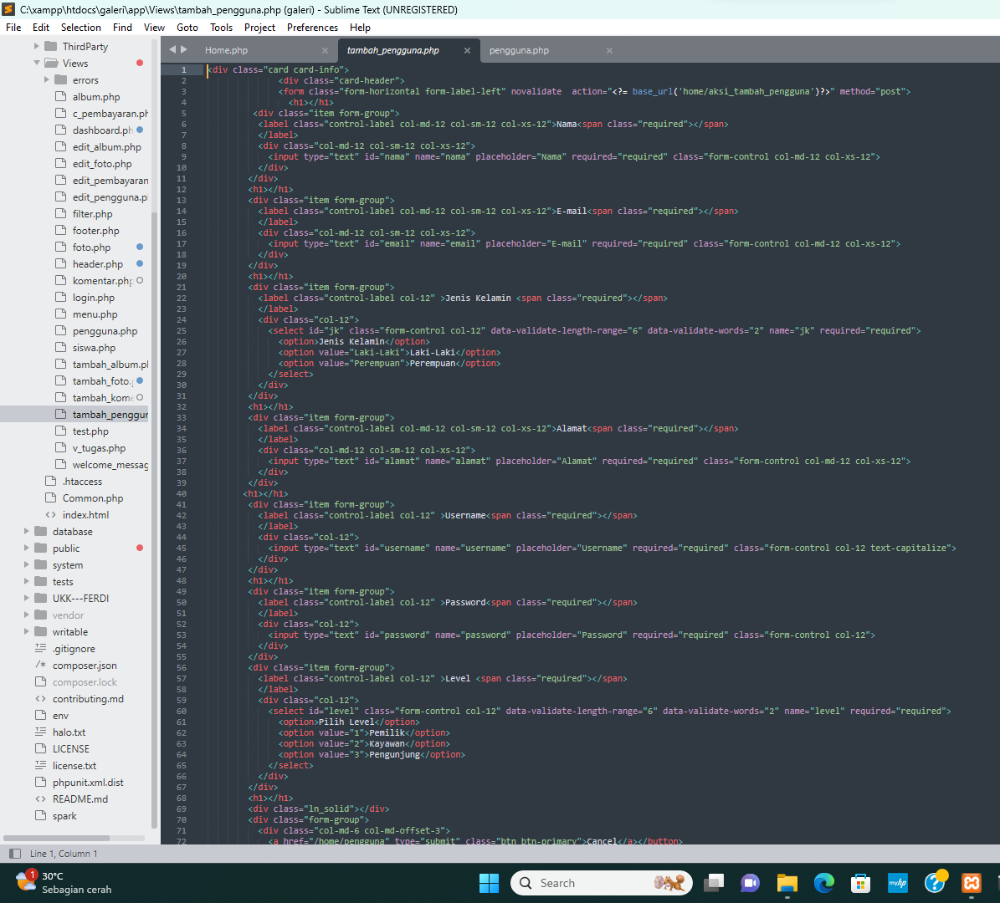 C:\xampp\htdocs\galeri\app\Views\tambah_pengguna.php (galeri) - Sublime Text (UNREGISTERED)
File Edit Selection Find View Goto Tools Project Preferences Help
ThirdParty
Views
errors
album.php
c_pembayaran.ph
dashboard.ph
edit_album.php
edit_foto.php
edit_pembayaran
edit_pengguna.pl
filter.php
footer.php
foto.php
header.php
komentar.php
login.php
menu.php
pengguna.php
siswa.php
tambah_album.pl
tambah_foto.
tambah_kome
tambah_penggur
test.php
v_tugas.php
welcome_messag
.htaccess
Common.php
index.html
database
public
system
tests
UKK---FERDI
vendor
writable
.gitignore
composer.json
composer.lock
contributing.md
env
halo.txt
LICENSE
license.txt
phpunit.xml.dist
README.md
spark
Home.php
tambah_pengguna.php
pengguna.php
1 <div class="card card-info">
2 <div class="card-header">
3 <form class="form-horizontal form-label-left" novalidate  action="<?= base_url('home/aksi_tambah_pengguna')?>" method="post">
4 <h1></h1>
5 <div class="item form-group">
6 <label class="control-label col-md-12 col-sm-12 col-xs-12">Nama<span class="required"></span>
7 </label>
8 <div class="col-md-12 col-sm-12 col-xs-12">
9 <input type="text" id="nama" name="nama" placeholder="Nama" required="required" class="form-control col-md-12 col-xs-12">
10 </div>
11 </div>
12 <h1></h1>
13 <div class="item form-group">
14 <label class="control-label col-md-12 col-sm-12 col-xs-12">E-mail<span class="required"></span>
15 </label>
16 <div class="col-md-12 col-sm-12 col-xs-12">
17 <input type="text" id="email" name="email" placeholder="E-mail" required="required" class="form-control col-md-12 col-xs-12">
18 </div>
19 </div>
20 <h1></h1>
21 <div class="item form-group">
22 <label class="control-label col-12" >Jenis Kelamin <span class="required"></span>
23 </label>
24 <div class="col-12">
25 <select id="jk" class="form-control col-12" data-validate-length-range="6" data-validate-words="2" name="jk" required="required">
26 <option>Jenis Kelamin</option>
27 <option value="Laki-Laki">Laki-Laki</option>
28 <option value="Perempuan">Perempuan</option>
29 </select>
30 </div>
31 </div>
32 <h1></h1>
33 <div class="item form-group">
34 <label class="control-label col-md-12 col-sm-12 col-xs-12">Alamat<span class="required"></span>
35 </label>
36 <div class="col-md-12 col-sm-12 col-xs-12">
37 <input type="text" id="alamat" name="alamat" placeholder="Alamat" required="required" class="form-control col-md-12 col-xs-12">
38 </div>
39 </div>
40 <h1></h1>
41 <div class="item form-group">
42 <label class="control-label col-12" >Username<span class="required"></span>
43 </label>
44 <div class="col-12">
45 <input type="text" id="username" name="username" placeholder="Username" required="required" class="form-control col-12 text-capitalize">
46 </div>
47 </div>
48 <h1></h1>
49 <div class="item form-group">
50 <label class="control-label col-12" >Password<span class="required"></span>
51 </label>
52 <div class="col-12">
53 <input type="text" id="password" name="password" placeholder="Password" required="required" class="form-control col-12">
54 </div>
55 </div>
56 <div class="item form-group">
57 <label class="control-label col-12" >Level <span class="required"></span>
58 </label>
59 <div class="col-12">
60 <select id="level" class="form-control col-12" data-validate-length-range="6" data-validate-words="2" name="level" required="required">
61 <option>Pilih Level</option>
62 <option value="1">Pemilik</option>
63 <option value="2">Kayawan</option>
64 <option value="3">Pengunjung</option>
65 </select>
66 </div>
67 </div>
68 <h1></h1>
69 <div class="ln_solid"></div>
70 <div class="form-group">
71 <div class="col-md-6 col-md-offset-3">
72 <a href="/home/pengguna" type="submit" class="btn btn-primary">Cancel</a></button>
Line 1, Column 1
1
30°C
Sebagian cerah
Search
myhp